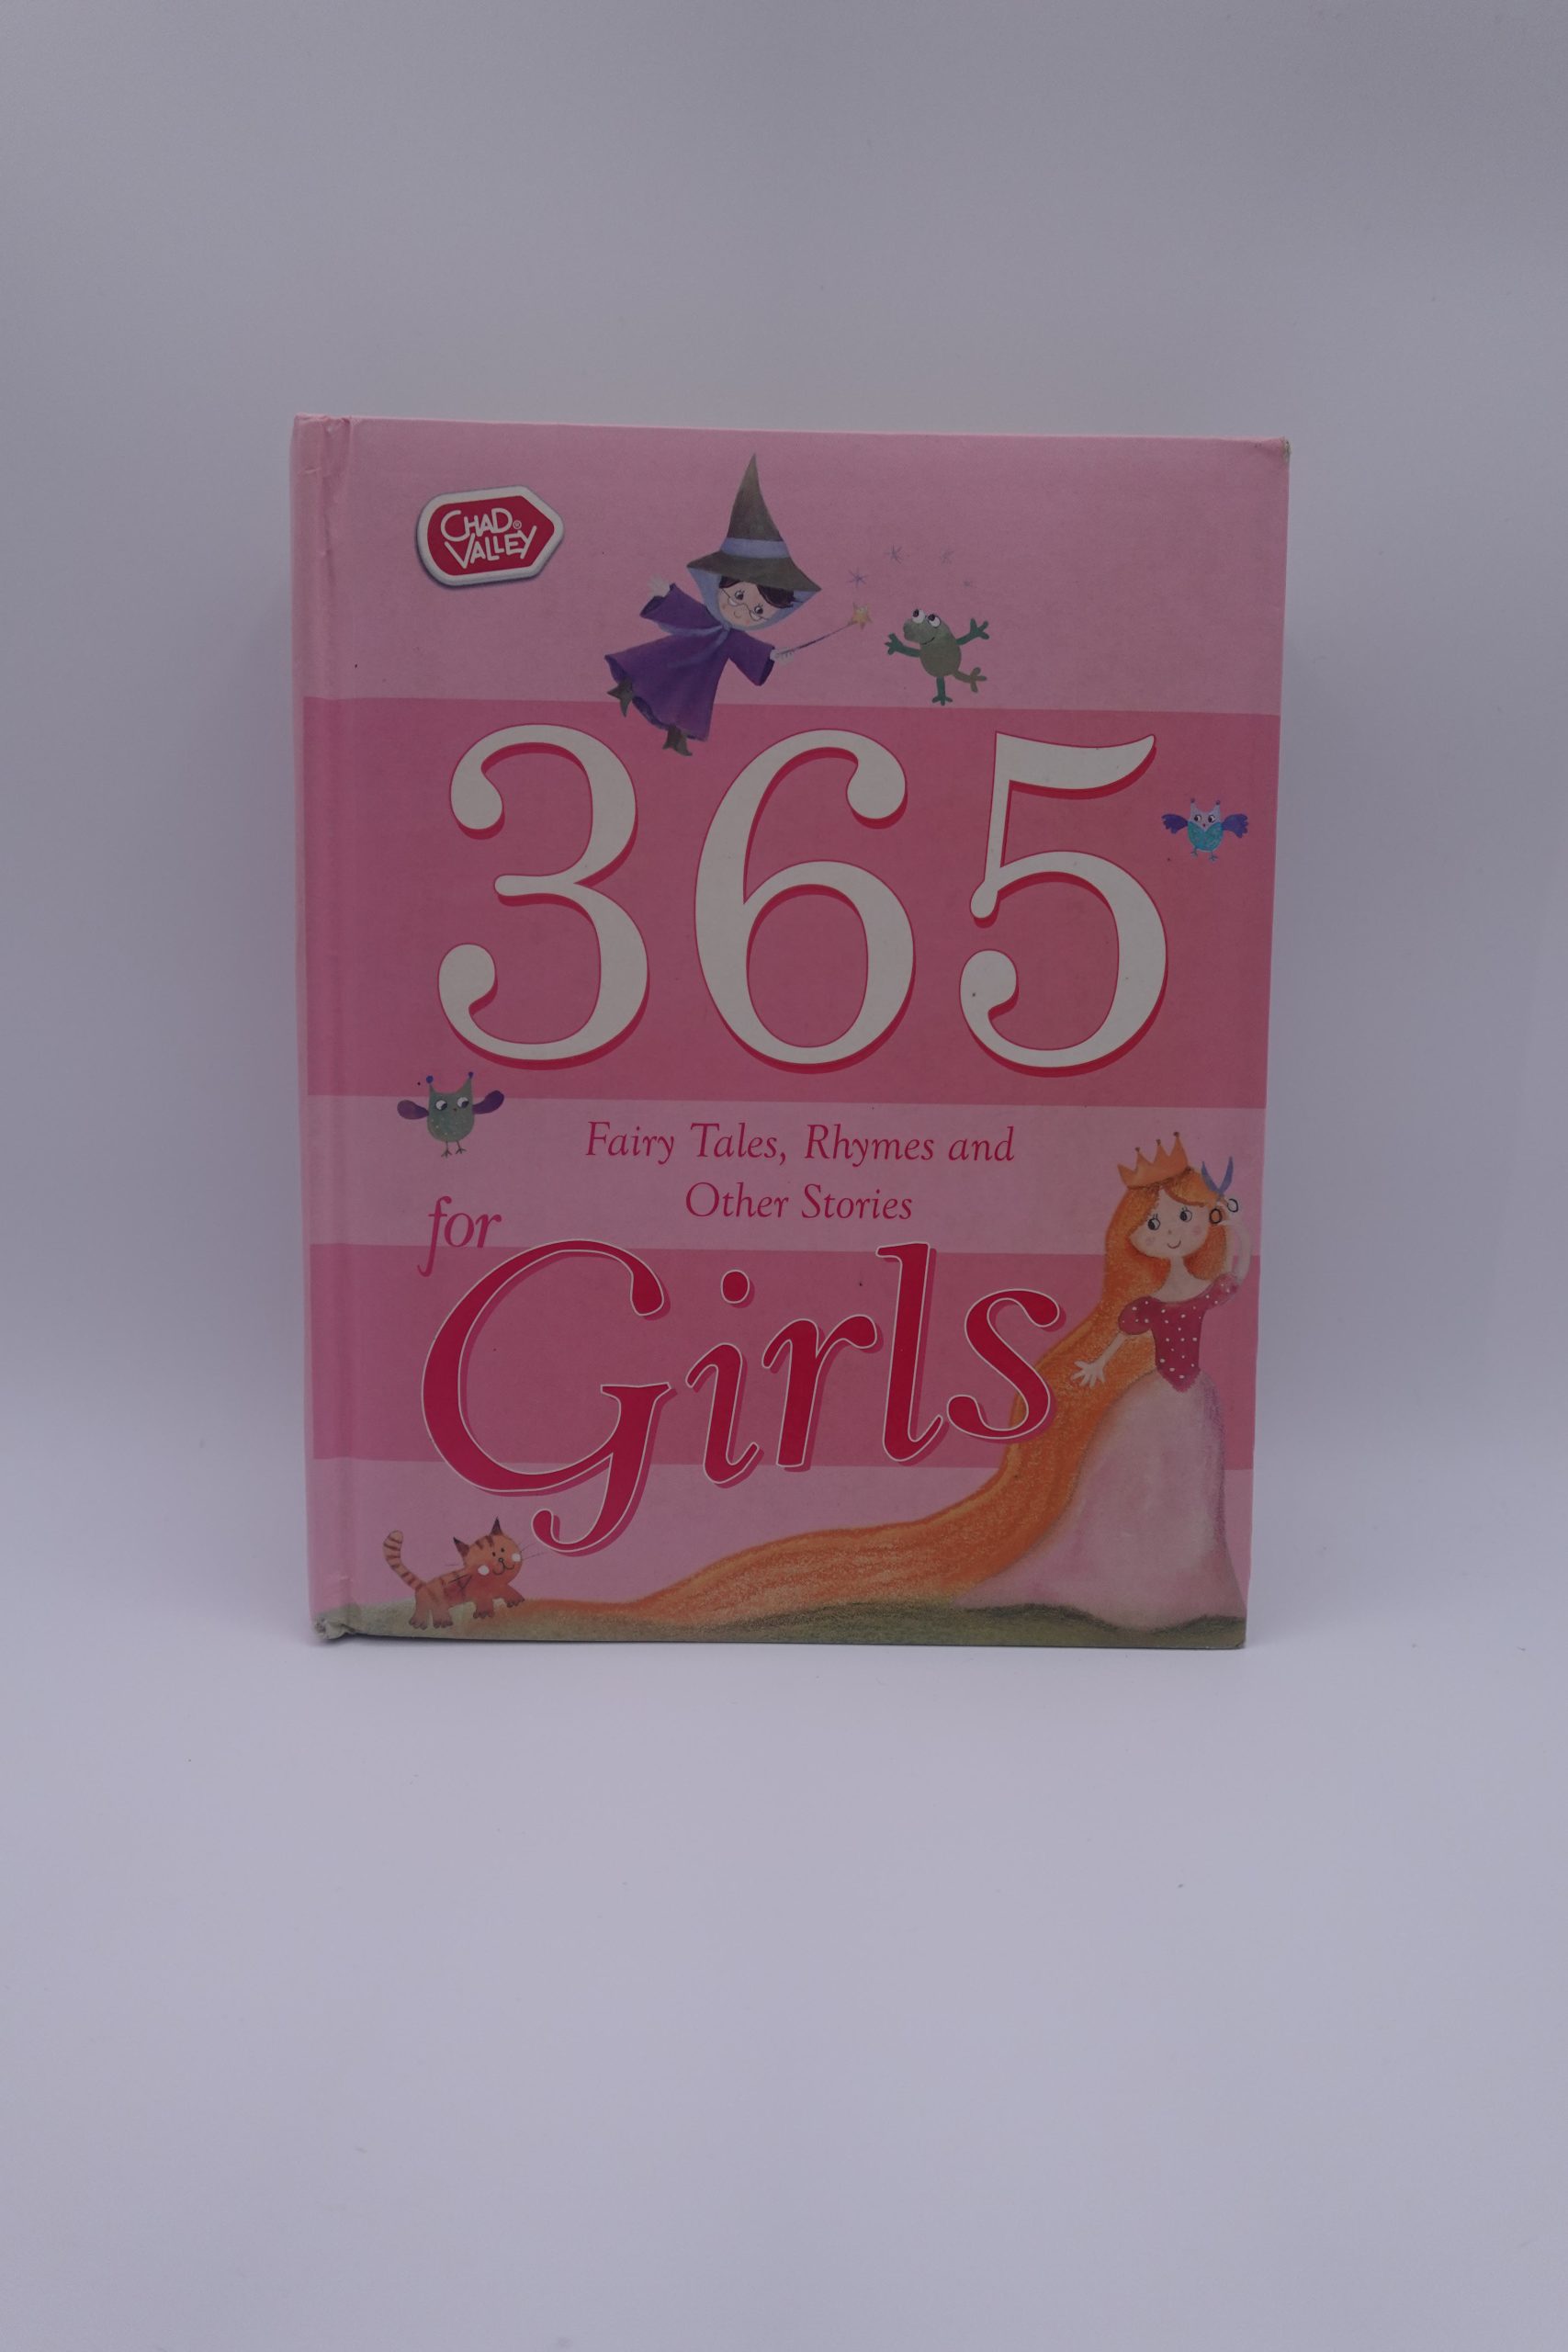 CHAD®
VALLEY
365
Fairy Tales, Rhymes and
Other Stories
for
Girls